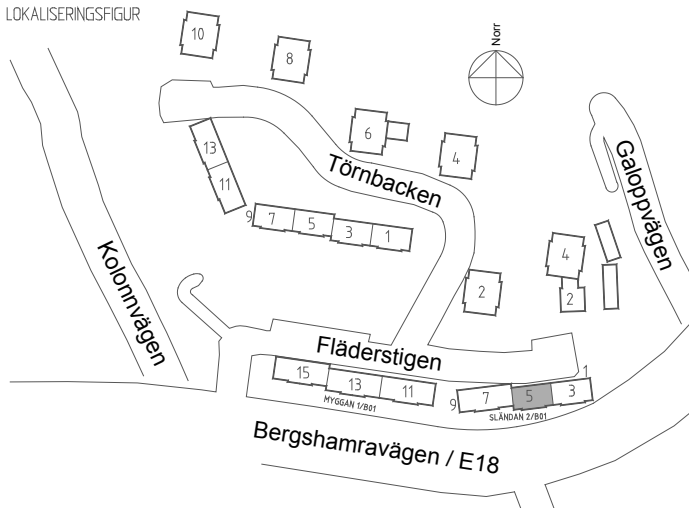 LOKALISERINGSFIGUR
Norr
10
8
6
4
13
11
Törnbacken
Galoppvägen
9
7
5
3
1
Kolonnvägen
4
2
2
Fläderstigen
15
13
11
MYGGAN 1/B01
9
7
5
3
1
SLÄNDAN 2/B01
Bergshamravägen / E18